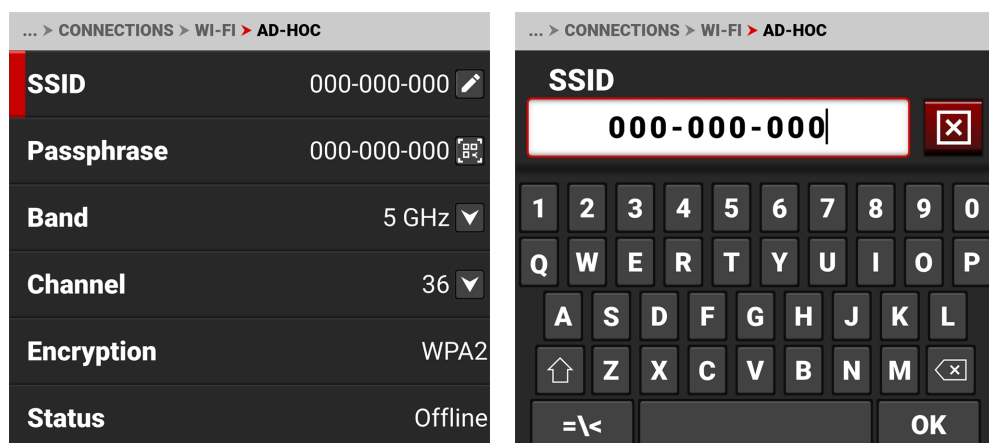 ... > CONNECTIONS > WI-FI > AD-HOC
SSID 000-000-000
Passphrase 000-000-000
Band 5 GHz
Channel 36
Encryption WPA2
Status Offline
... > CONNECTIONS > WI-FI > AD-HOC
SSID
000-000-000
1 2 3 4 5 6 7 8 9 0
Q W E R T Y U I O P
A S D F G H J K L
Z X C V B N M
=\< OK